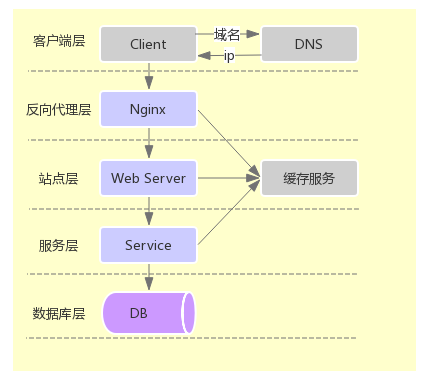 客户端层
Client
域名
ip
DNS
反向代理层
Nginx
站点层
Web Server
缓存服务
服务层
Service
数据库层
DB